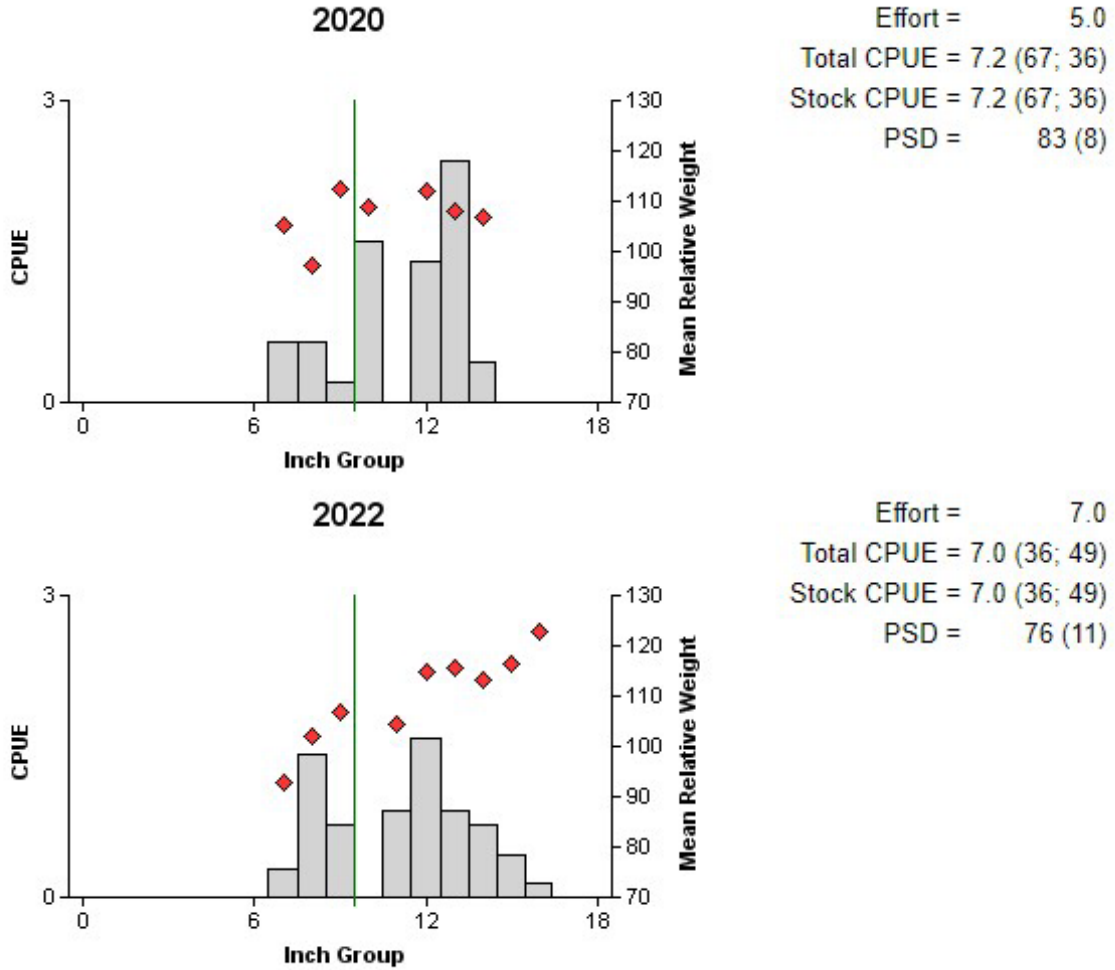 2020
Effort = 5.0
Total CPUE = 7.2 (67; 36)
Stock CPUE = 7.2 (67; 36)
PSD = 83 (8)
3
0
CPUE
130
120
110
100
90
80
70
Mean Relative Weight
0 6 12 18
Inch Group
2022
Effort = 7.0
Total CPUE = 7.0 (36; 49)
Stock CPUE = 7.0 (36; 49)
PSD = 76 (11)
3
0
CPUE
130
120
110
100
90
80
70
Mean Relative Weight
0 6 12 18
Inch Group